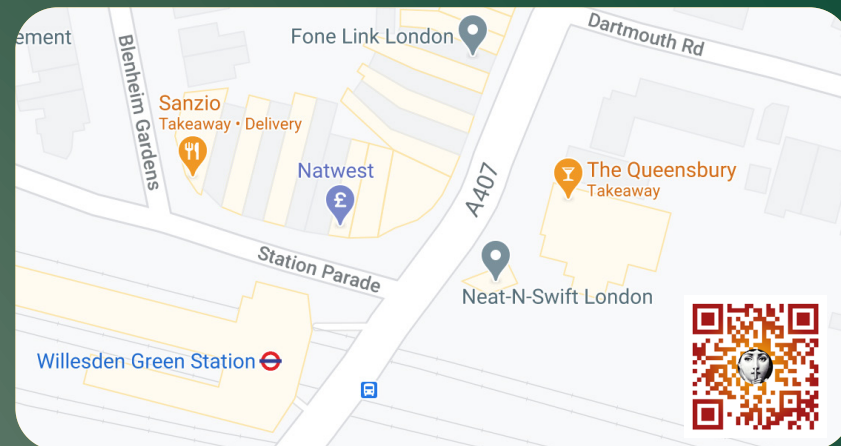 ement
Fone Link London
Dartmouth Rd
Blenheim Gardens
Sanzio
Takeaway • Delivery
Natwest
£
A407
The Queensbury
Takeaway
Station Parade
Neat-N-Swift London
Willesden Green Station